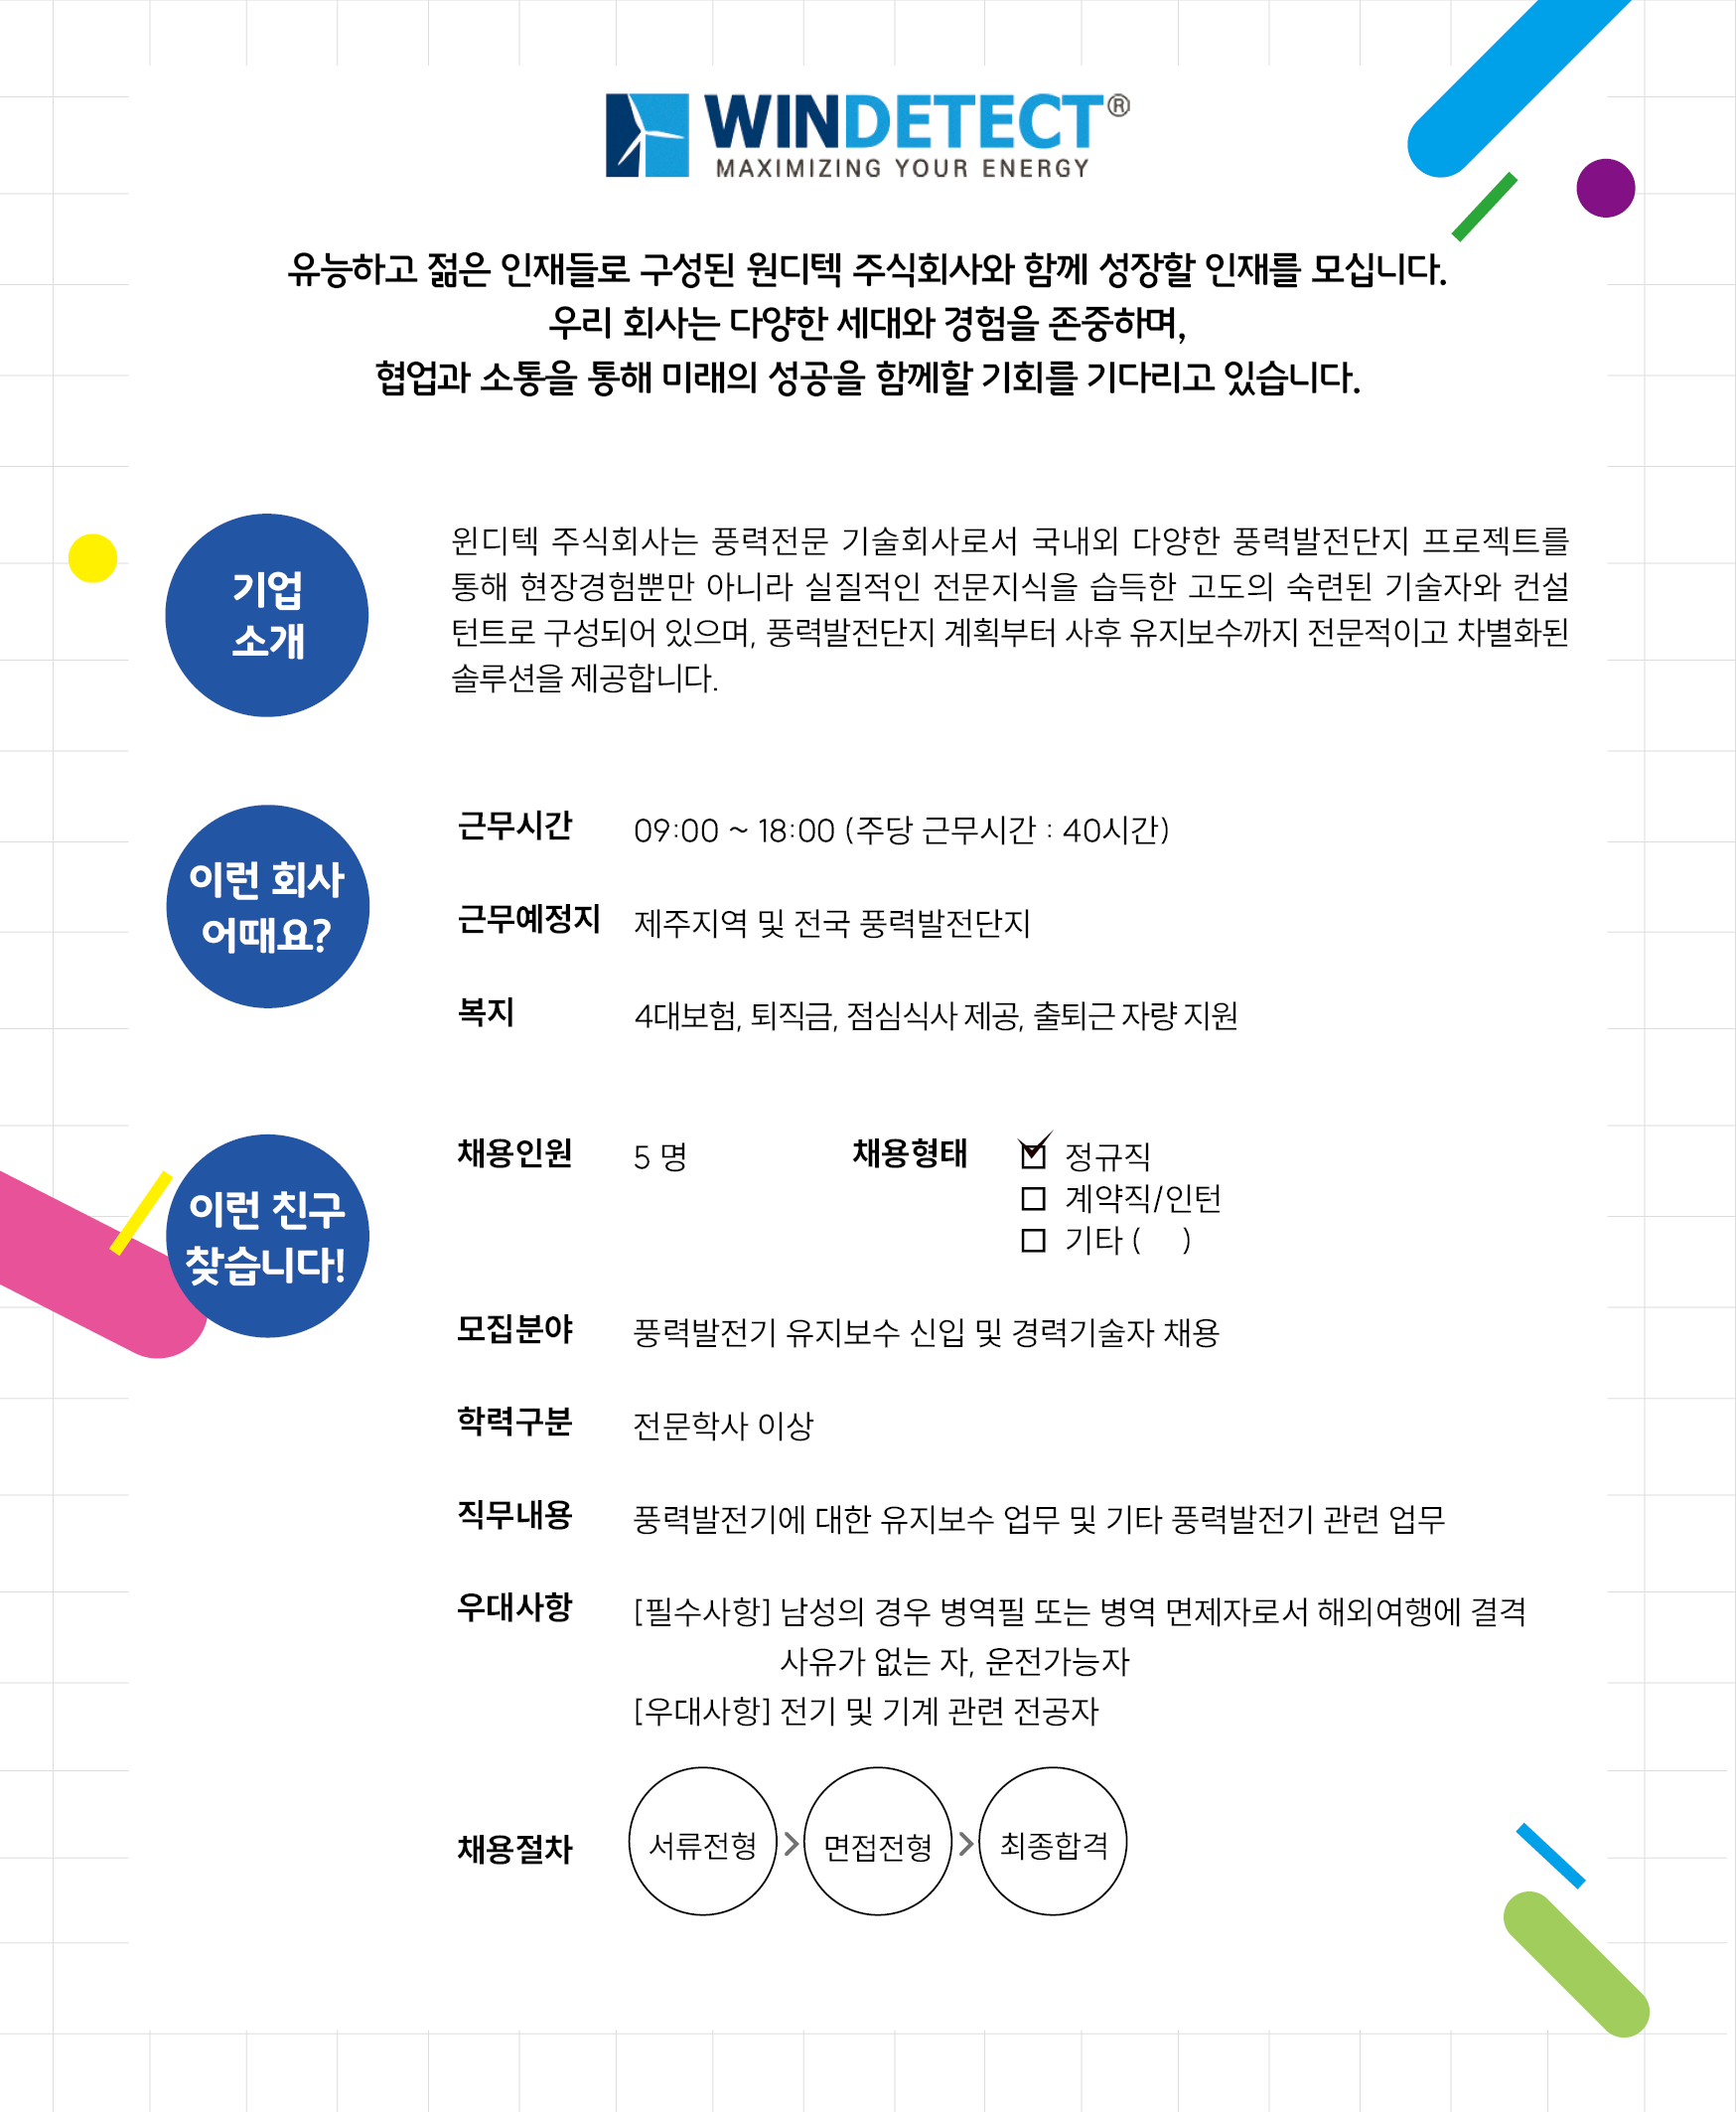 WINDETECT®
MAXIMIZING YOUR ENERGY
유능하고 젊은 인재들로 구성된 원디텍 주식회사와 함께 성장할 인재를 모십니다.
우리 회사는 다양한 세대와 경험을 존중하며,
협업과 소통을 통해 미래의 성공을 함께할 기회를 기다리고 있습니다.
기업
소개
윈디텍 주식회사는 풍력전문 기술회사로서 국내외 다양한 풍력발전단지 프로젝트를
통해 현장경험뿐만 아니라 실질적인 전문지식을 습득한 고도의 숙련된 기술자와 컨설
턴트로 구성되어 있으며, 풍력발전단지 계획부터 사후 유지보수까지 전문적이고 차별화된
솔루션을 제공합니다.
이런 회사
어때요?
근무시간 09:00 ~ 18:00 (주당 근무시간 : 40시간)
근무예정지 제주지역 및 전국 풍력발전단지
복지 4대보험, 퇴직금, 점심식사 제공, 출퇴근 자량 지원
이런 친구
찾습니다!
채용인원 5 명 채용형태 ☑ 정규직
☐ 계약직/인턴
☐ 기타 ( )
모집분야 풍력발전기 유지보수 신입 및 경력기술자 채용
학력구분 전문학사 이상
직무내용 풍력발전기에 대한 유지보수 업무 및 기타 풍력발전기 관련 업무
우대사항 [필수사항] 남성의 경우 병역필 또는 병역 면제자로서 해외여행에 결격
사유가 없는 자, 운전가능자
[우대사항] 전기 및 기계 관련 전공자
채용절차 서류전형 > 면접전형 > 최종합격